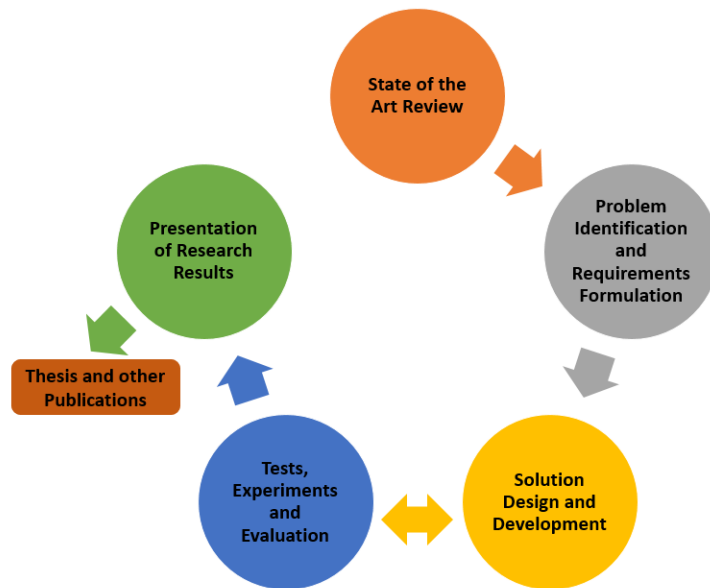 State of the
Art Review
Problem
Identification
and
Requirements
Formulation
Solution
Design and
Development
Tests,
Experiments
and
Evaluation
Presentation
of Research
Results
Thesis and other
Publications